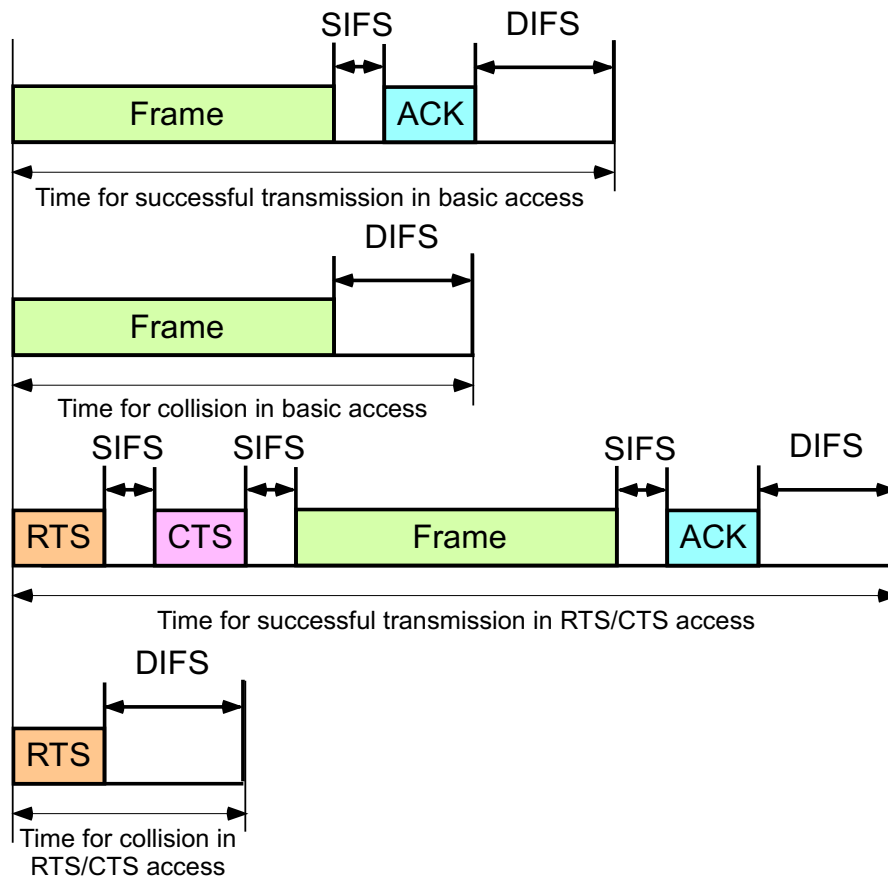 SIFS DIFS
Frame ACK
Time for successful transmission in basic access
DIFS
Frame
Time for collision in basic access
SIFS SIFS SIFS DIFS
RTS CTS Frame ACK
Time for successful transmission in RTS/CTS access
DIFS
RTS
Time for collision in
RTS/CTS access